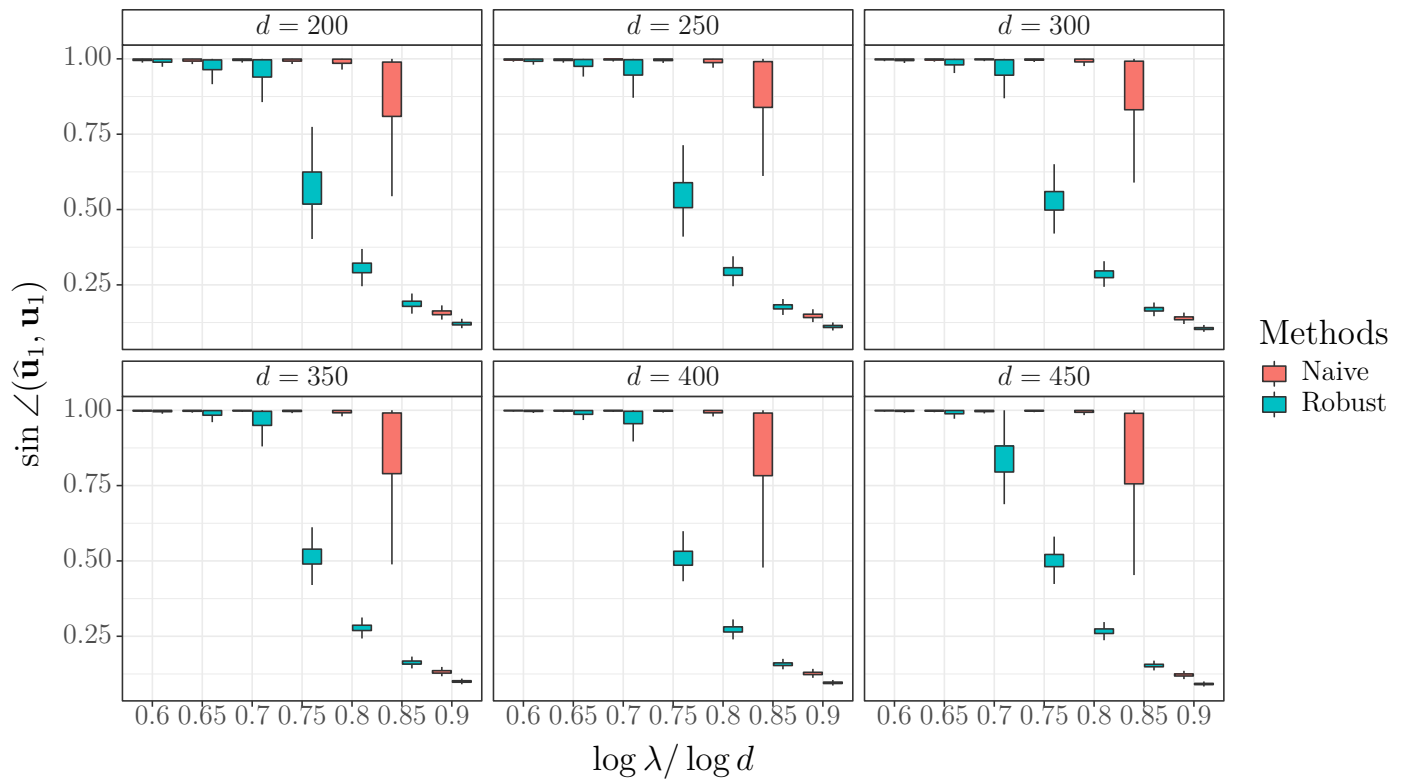 d = 200
d = 250
d = 300
1.00
0.75
0.50
0.25
d = 350
d = 400
d = 450
1.00
0.75
0.50
0.25
sin ∠(û₁, u₁)
0.6 0.65 0.7 0.75 0.8 0.85 0.9
0.6 0.65 0.7 0.75 0.8 0.85 0.9
0.6 0.65 0.7 0.75 0.8 0.85 0.9
log λ/ log d
Methods
Naive
Robust